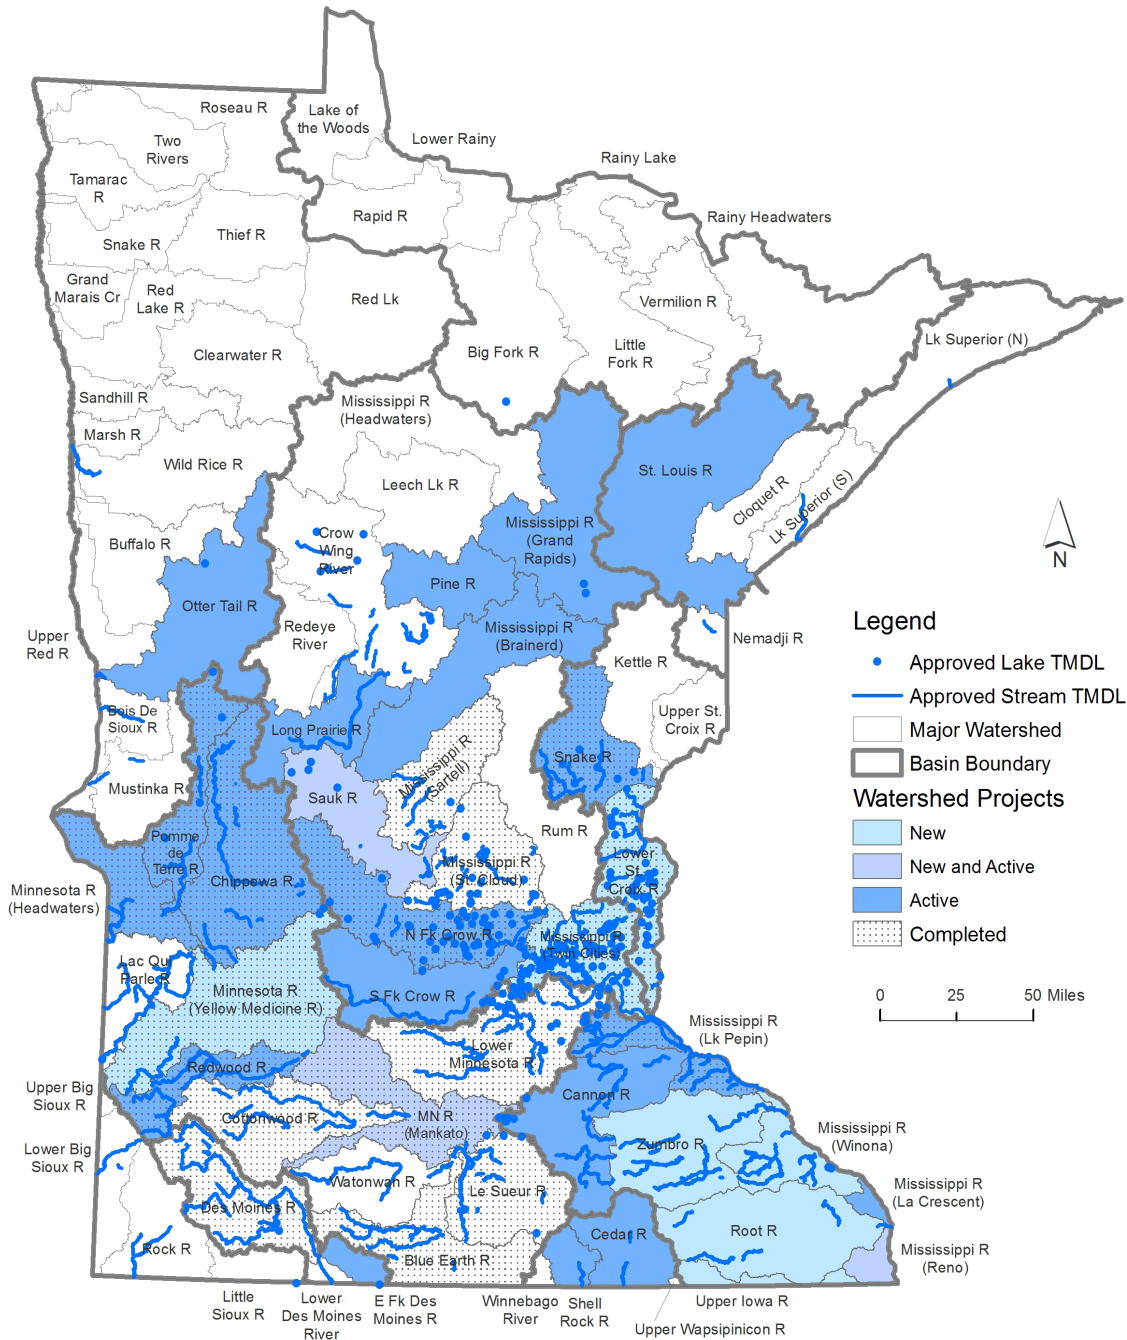 Roseau R
Lake of
the Woods
Two
Rivers
Lower Rainy
Rainy Lake
Tamarac
R
Rapid R
Rainy Headwaters
Snake R
Thief R
Grand
Marais Cr
Red
Lake R
Red Lk
Vermilion R
Clearwater R
Big Fork R
Little
Fork R
Lk Superior (N)
Sandhill R
Mississippi R
(Headwaters)
Marsh R
Wild Rice R
Leech Lk R
St. Louis R
Cloquet R
Lk Superior (S)
Buffalo R
Crow
Wing
River
Mississippi R
(Grand
Rapids)
N
Pine R
Otter Tail R
Redeye
River
Mississippi R
(Brainerd)
Upper
Red R
Kettle R
Nemadji R
Bois De
Sioux R
Long Prairie R
Upper St.
Croix R
Mustinka R
Sauk R
Mississippi R
(Sartell)
Snake R
Pomme
de
Terre R
Chippewa R
Mississippi R
(St. Cloud)
Rum R
Lower
St.
Croix R
Minnesota R
(Headwaters)
N Fk Crow R
Mississippi R
(Twin Cities)
Lac Qui
Parle R
Minnesota R
(Yellow Medicine R)
S Fk Crow R
Mississippi R
(Lk Pepin)
Lower
Minnesota R
Redwood R
Upper Big
Sioux R
Cannon R
Cottonwood R
MN R
(Mankato)
Lower Big
Sioux R
Zumbro R
Mississippi R
(Winona)
Watonwan R
Le Sueur R
Mississippi R
(La Crescent)
Des Moines R
Rock R
Blue Earth R
Cedar R
Root R
Mississippi R
(Reno)
Little
Sioux R
Lower
Des Moines
River
E Fk Des
Moines R
Winnebago
River
Shell
Rock R
Upper Iowa R
Upper Wapsipinicon R
Legend
Approved Lake TMDL
Approved Stream TMDL
Major Watershed
Basin Boundary
Watershed Projects
New
New and Active
Active
Completed
0 25 50 Miles